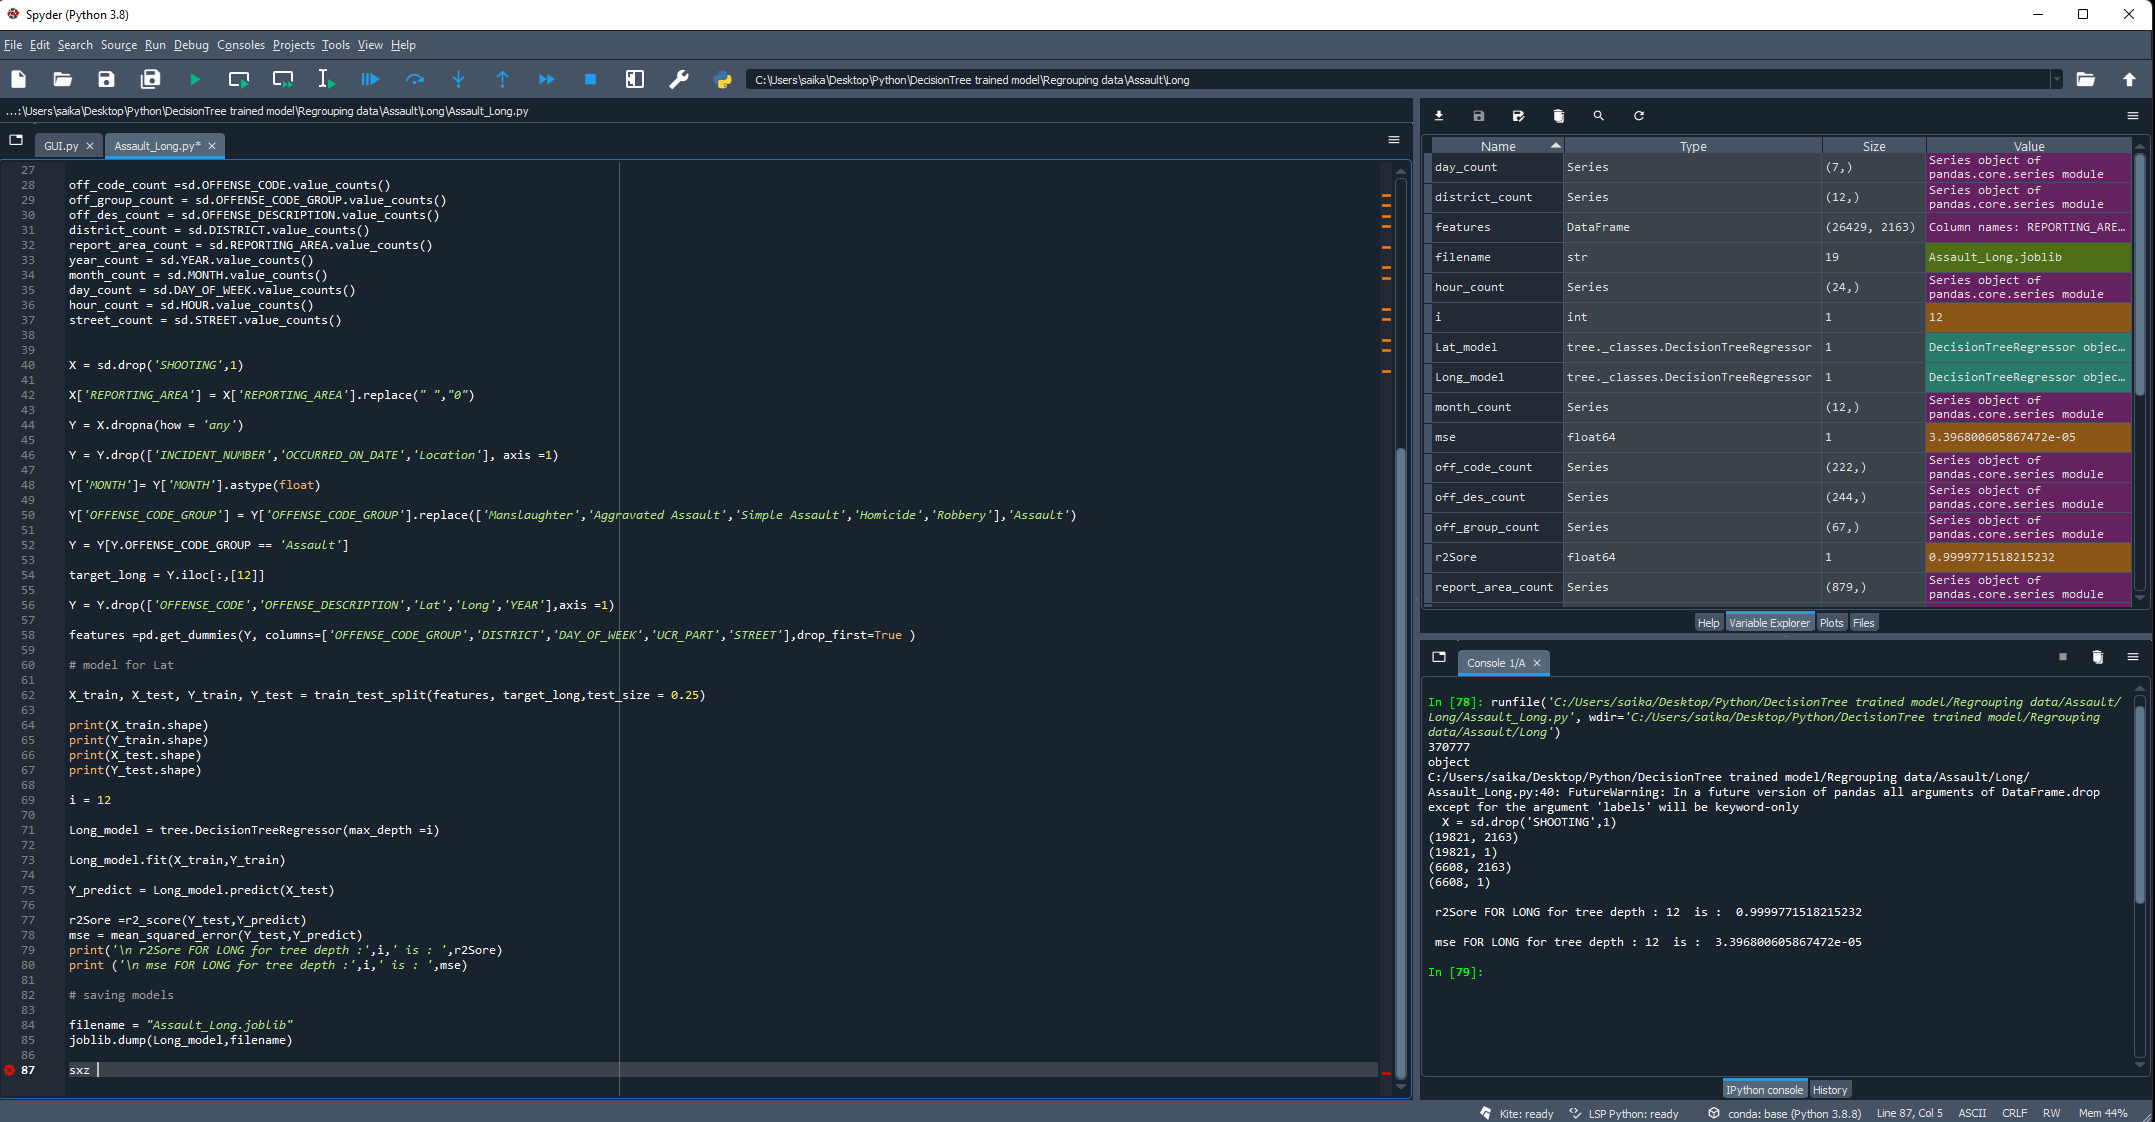 Spyder (Python 3.8)
File Edit Search Source Run Debug Consoles Projects Tools View Help
C:\Users\saika\Desktop\Python\DecisionTree trained model\Regrouping data\Assault\Long
...:\Users\saika\Desktop\Python\DecisionTree trained model\Regrouping data\Assault\Long\Assault_Long.py
GUI.py
Assault_Long.py*
27
28 off_code_count =sd.OFFENSE_CODE.value_counts()
29 off_group_count = sd.OFFENSE_CODE_GROUP.value_counts()
30 off_des_count = sd.OFFENSE_DESCRIPTION.value_counts()
31 district_count = sd.DISTRICT.value_counts()
32 report_area_count = sd.REPORTING_AREA.value_counts()
33 year_count = sd.YEAR.value_counts()
34 month_count = sd.MONTH.value_counts()
35 day_count = sd.DAY_OF_WEEK.value_counts()
36 hour_count = sd.HOUR.value_counts()
37 street_count = sd.STREET.value_counts()
38
39
40 X = sd.drop('SHOOTING',1)
41
42 X['REPORTING_AREA'] = X['REPORTING_AREA'].replace(" ","0")
43
44 Y = X.dropna(how = 'any')
45
46 Y = Y.drop(['INCIDENT_NUMBER','OCCURRED_ON_DATE','Location'], axis =1)
47
48 Y['MONTH']= Y['MONTH'].astype(float)
49
50 Y['OFFENSE_CODE_GROUP'] = Y['OFFENSE_CODE_GROUP'].replace(['Manslaughter','Aggravated Assault','Simple Assault','Homicide','Robbery'],'Assault')
51
52 Y = Y[Y.OFFENSE_CODE_GROUP == 'Assault']
53
54 target_long = Y.iloc[:,[12]]
55
56 Y = Y.drop(['OFFENSE_CODE','OFFENSE_DESCRIPTION','Lat','Long','YEAR'],axis =1)
57
58 features =pd.get_dummies(Y, columns=['OFFENSE_CODE_GROUP','DISTRICT','DAY_OF_WEEK','UCR_PART','STREET'],drop_first=True )
59
60 # model for Lat
61
62 X_train, X_test, Y_train, Y_test = train_test_split(features, target_long,test_size = 0.25)
63
64 print(X_train.shape)
65 print(Y_train.shape)
66 print(X_test.shape)
67 print(Y_test.shape)
68
69 i = 12
70
71 Long_model = tree.DecisionTreeRegressor(max_depth =i)
72
73 Long_model.fit(X_train,Y_train)
74
75 Y_predict = Long_model.predict(X_test)
76
77 r2Sore =r2_score(Y_test,Y_predict)
78 mse = mean_squared_error(Y_test,Y_predict)
79 print('\n r2Sore FOR LONG for tree depth :',i,' is : ',r2Sore)
80 print ('\n mse FOR LONG for tree depth :',i,' is : ',mse)
81
82 # saving models
83
84 filename = "Assault_Long.joblib"
85 joblib.dump(Long_model,filename)
86
87 sxz
Name Type Size Value
day_count Series (7,) Series object of
pandas.core.series module
district_count Series (12,) Series object of
pandas.core.series module
features DataFrame (26429, 2163) Column names: REPORTING_ARE…
filename str 19 Assault_Long.joblib
hour_count Series (24,) Series object of
pandas.core.series module
i int 1 12
Lat_model tree._classes.DecisionTreeRegressor 1 DecisionTreeRegressor objec…
Long_model tree._classes.DecisionTreeRegressor 1 DecisionTreeRegressor objec…
month_count Series (12,) Series object of
pandas.core.series module
mse float64 1 3.396800605867472e-05
off_code_count Series (222,) Series object of
pandas.core.series module
off_des_count Series (244,) Series object of
pandas.core.series module
off_group_count Series (67,) Series object of
pandas.core.series module
r2Sore float64 1 0.9999771518215232
report_area_count Series (879,) Series object of
pandas.core.series module
Help Variable Explorer Plots Files
Console 1/A
In [78]: runfile('C:/Users/saika/Desktop/Python/DecisionTree trained model/Regrouping data/Assault/
Long/Assault_Long.py', wdir='C:/Users/saika/Desktop/Python/DecisionTree trained model/Regrouping
data/Assault/Long')
370777
object
C:/Users/saika/Desktop/Python/DecisionTree trained model/Regrouping data/Assault/Long/
Assault_Long.py:40: FutureWarning: In a future version of pandas all arguments of DataFrame.drop
except for the argument 'labels' will be keyword-only
X = sd.drop('SHOOTING',1)
(19821, 2163)
(19821, 1)
(6608, 2163)
(6608, 1)
r2Sore FOR LONG for tree depth : 12 is : 0.9999771518215232
mse FOR LONG for tree depth : 12 is : 3.396800605867472e-05
In [79]:
IPython console History
Kite: ready LSP Python: ready conda: base (Python 3.8.8) Line 87, Col 5 ASCII CRLF RW Mem 44%